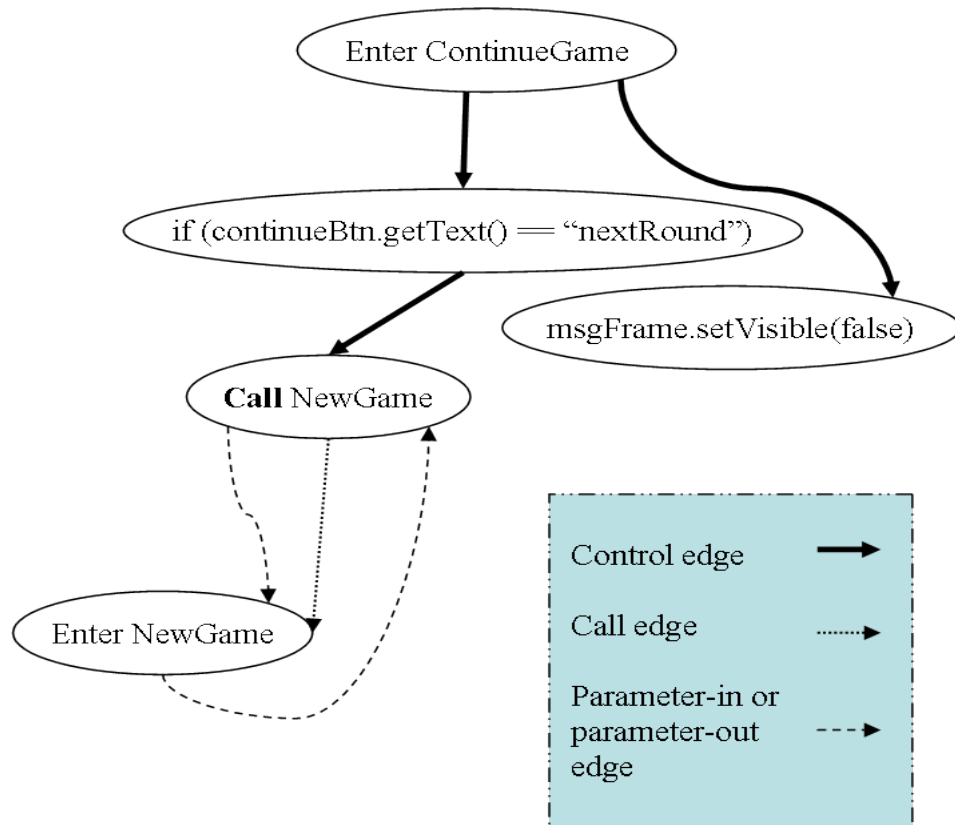 Enter ContinueGame
if (continueBtn.getText() == “nextRound”)
msgFrame.setVisible(false)
Call NewGame
Enter NewGame
Control edge
Call edge
Parameter-in or
parameter-out
edge